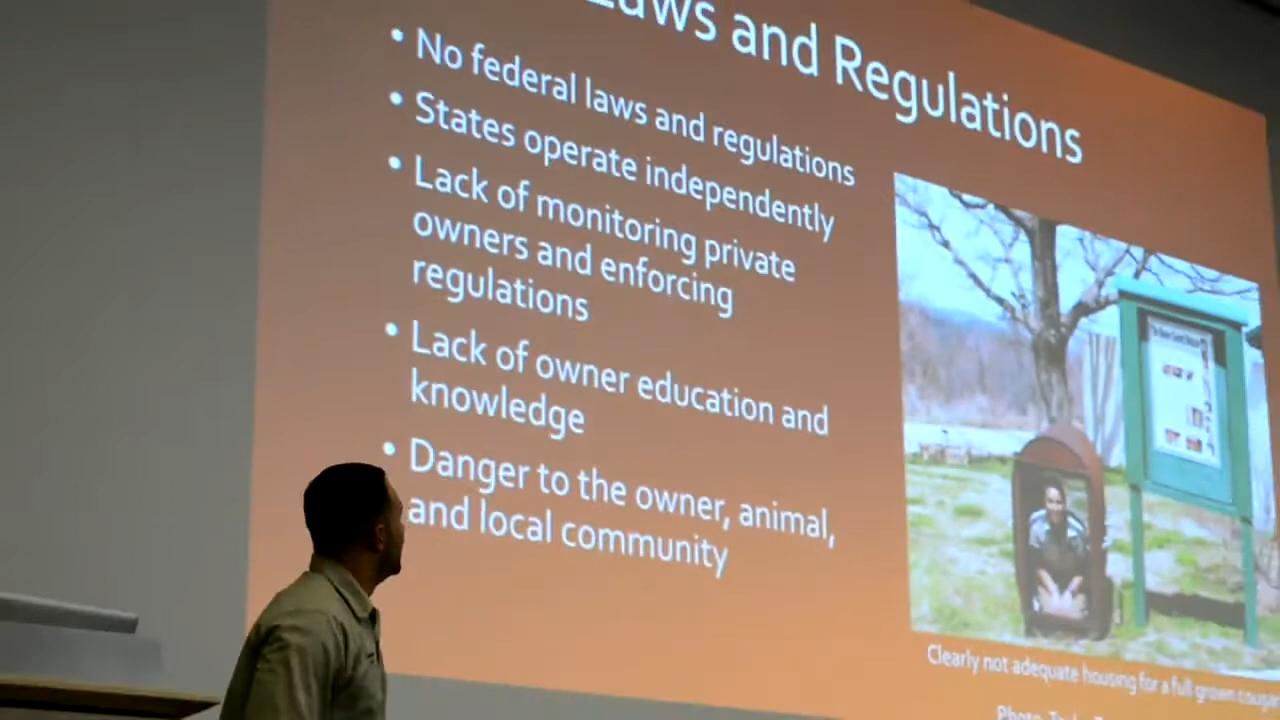 Laws and Regulations
• No federal laws and regulations
• States operate independently
• Lack of monitoring private
owners and enforcing
regulations
• Lack of owner education and
knowledge
• Danger to the owner, animal,
and local community
Clearly not adequate housing for a full grown cougar
Photo